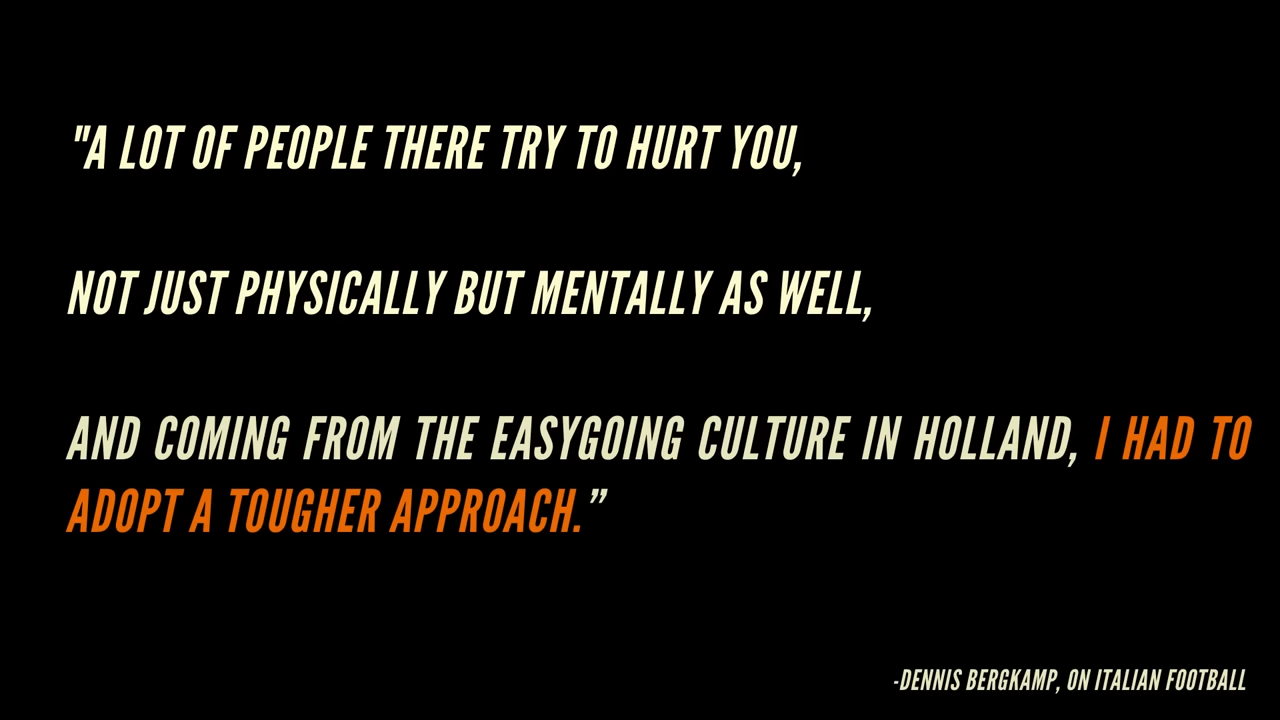 "A LOT OF PEOPLE THERE TRY TO HURT YOU,
NOT JUST PHYSICALLY BUT MENTALLY AS WELL,
AND COMING FROM THE EASYGOING CULTURE IN HOLLAND, I HAD TO
ADOPT A TOUGHER APPROACH.”
-DENNIS BERGKAMP, ON ITALIAN FOOTBALL